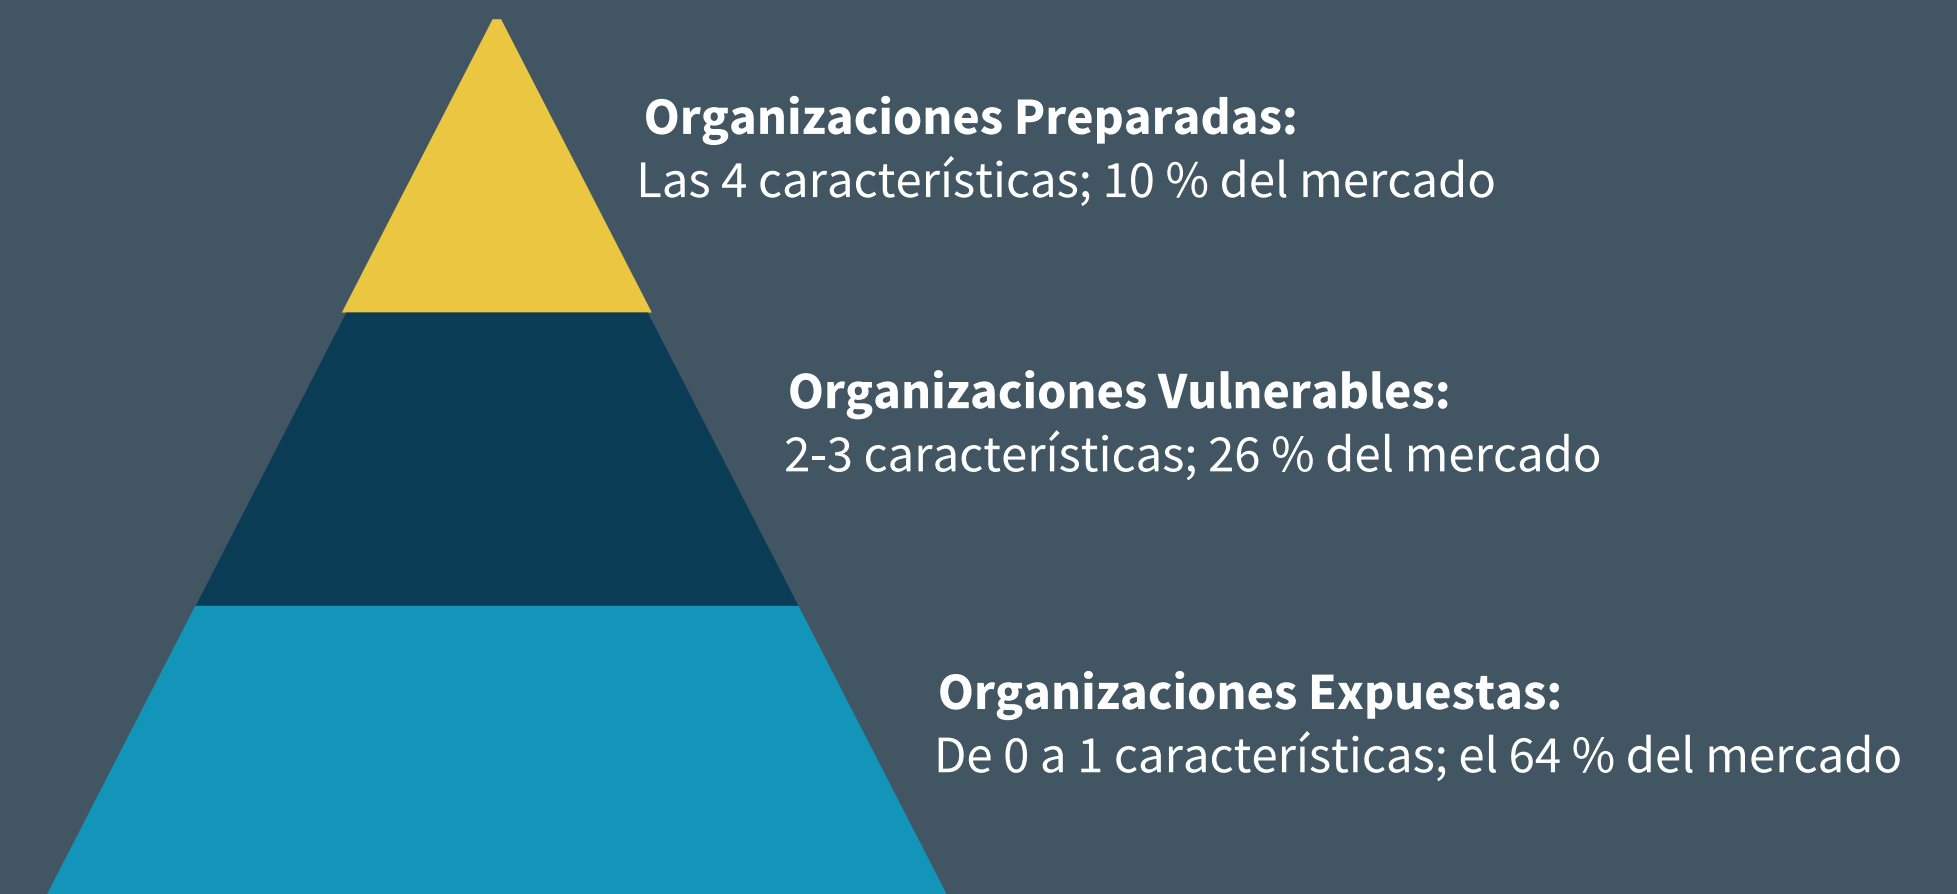 Organizaciones Preparadas:
Las 4 características; 10 % del mercado
Organizaciones Vulnerables:
2-3 características; 26 % del mercado
Organizaciones Expuestas:
De 0 a 1 características; el 64 % del mercado